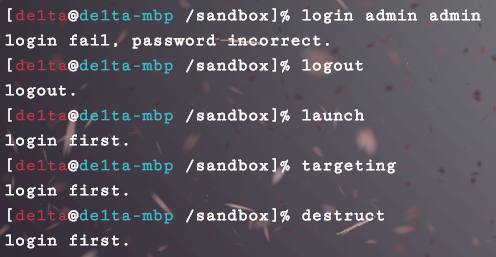 [de1ta@de1ta-mbp /sandbox]% login admin admin
login fail, password incorrect.
[de1ta@de1ta-mbp /sandbox]% logout
logout.
[de1ta@de1ta-mbp /sandbox]% launch
login first.
[de1ta@de1ta-mbp /sandbox]% targeting
login first.
[de1ta@de1ta-mbp /sandbox]% destruct
login first.